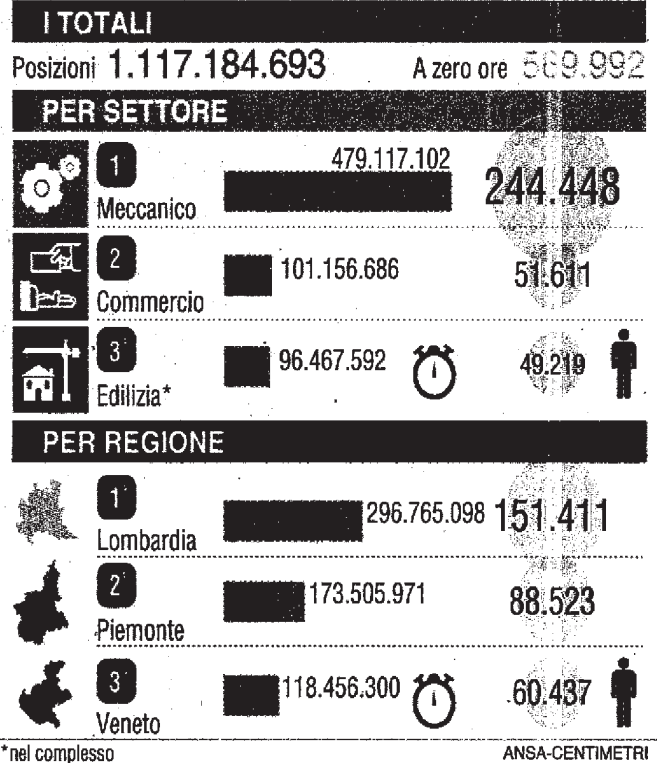 I TOTALI
Posizioni 1.117.184.693 A zero ore 569.992
PER SETTORE
1 479.117.102 244.448
Meccanico
2 101.156.686 51.611
Commercio
3 96.467.592 49.219
Edilizia*
PER REGIONE
1 296.765.098 151.411
Lombardia
2 173.505.971 88.523
Piemonte
3 118.456.300 60.437
Veneto
*nel complesso ANSA-CENTIMETRI